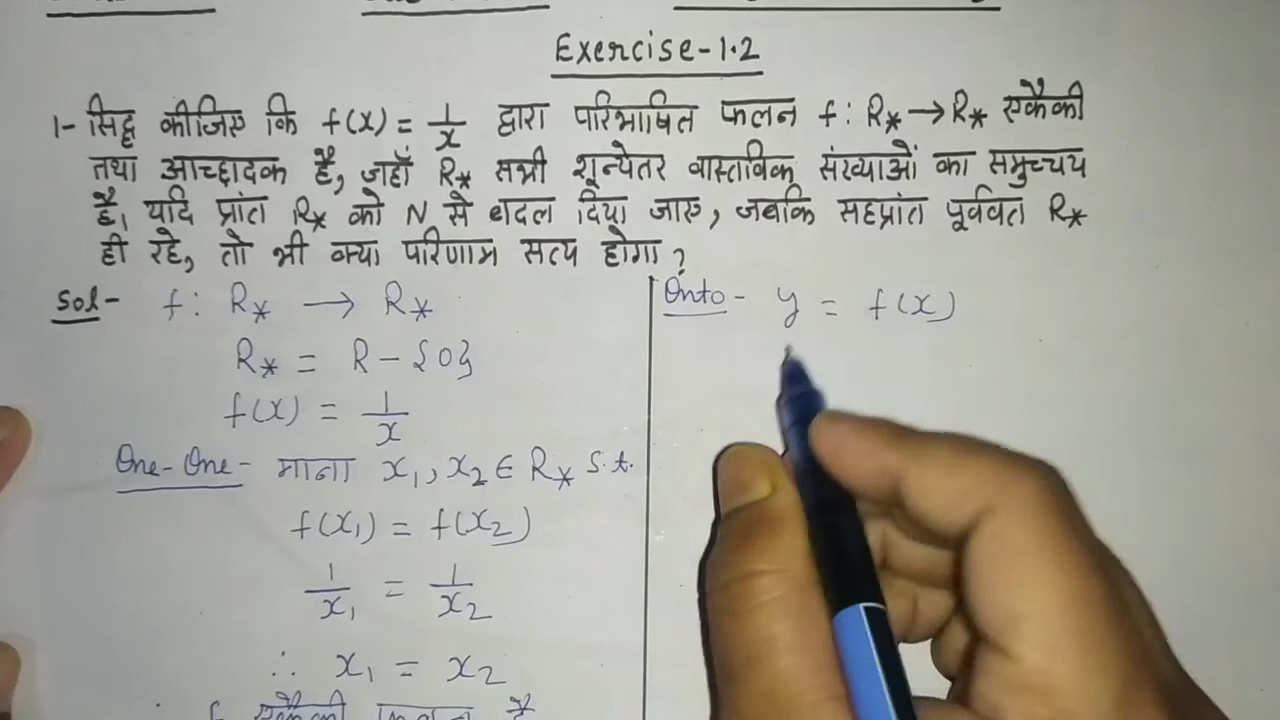 Exercise-1.2
1- सिद्ध कीजिए कि f(x) = 1/x द्वारा परिभाषित फलन f: R* → R* एकैकी
तथा आच्छादक है, जहाँ R* सभी शून्येतर वास्तविक संख्याओं का समुच्चय
है। यदि प्रांत R* को N से बदल दिया जाए, जबकि सहप्रांत पूर्ववत R*
ही रहे, तो भी क्या परिणाम सत्य होगा?
Sol- f: R* → R*
R* = R - {0}
f(x) = 1/x
One-One- माना x₁, x₂ ∈ R* s.t.
f(x₁) = f(x₂)
1/x₁ = 1/x₂
∴ x₁ = x₂
Onto- y = f(x)